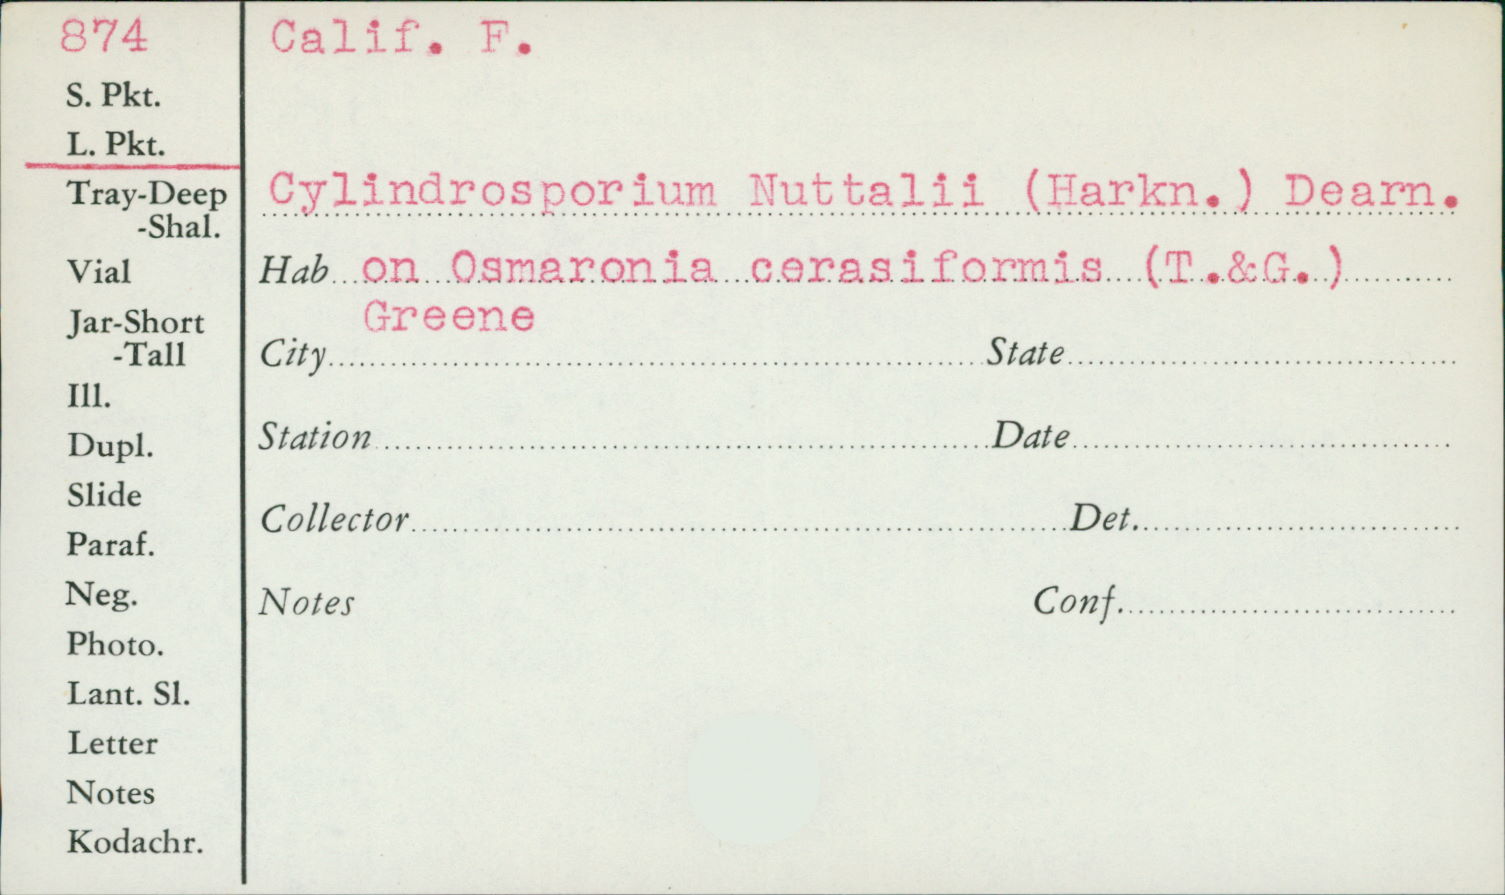 874
Calif. F.
S. Pkt.
L. Pkt.
Tray-Deep
-Shal.
Vial
Jar-Short
-Tall
Ill.
Dupl.
Slide
Paraf.
Neg.
Photo.
Lant. Sl.
Letter
Notes
Kodachr.
Cylindrosporium Nuttalii (Harkn.) Dearn.
Hab on Osmaronia cerasiformis (T.&G.)
Greene
City State
Station Date
Collector Det.
Notes Conf.